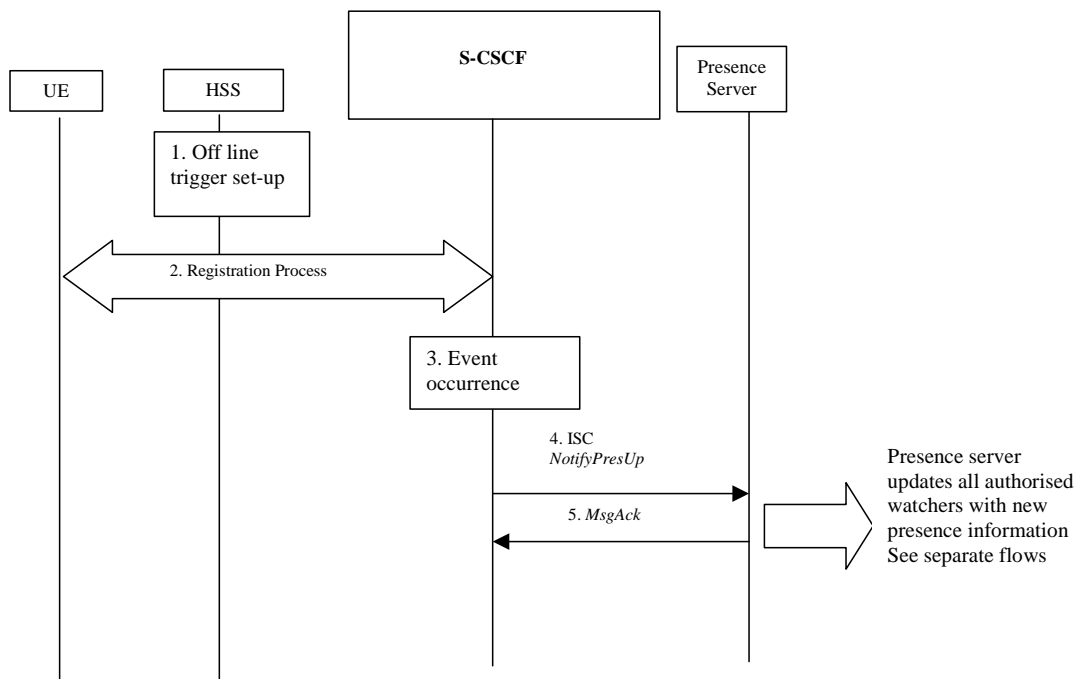 UE
HSS
S-CSCF
Presence
Server
1. Off line
trigger set-up
2. Registration Process
3. Event
occurrence
4. ISC
NotifyPresUp
5. MsgAck
Presence server
updates all authorised
watchers with new
presence information
See separate flows